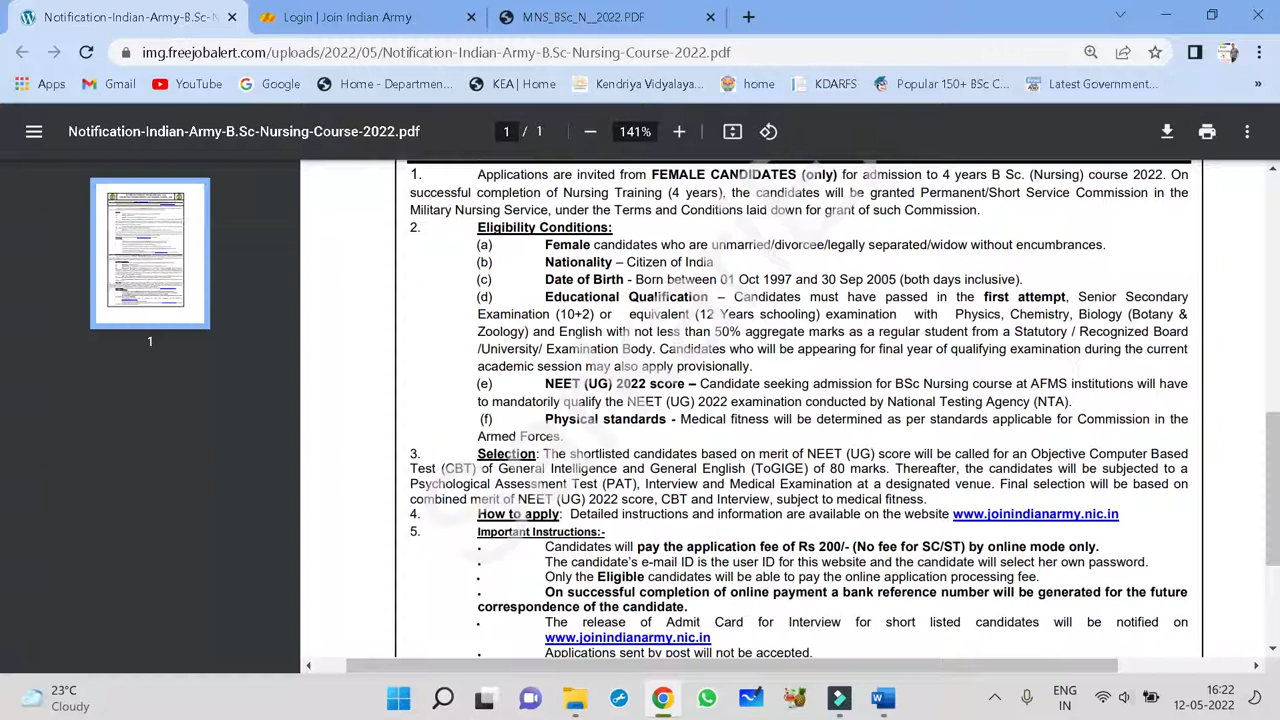 Notification-Indian-Army-B.Sc-N
Login | Join Indian Army
MNS_BSc_N__2022.PDF
img.freejobalert.com/uploads/2022/05/Notification-Indian-Army-B.Sc-Nursing-Course-2022.pdf
Apps
Gmail
YouTube
Google
Home - Departmen...
KEA | Home
Kendriya Vidyalaya...
home
KDARFS
Popular 150+ BSc C...
Latest Government...
»
Notification-Indian-Army-B.Sc-Nursing-Course-2022.pdf
1 / 1
141%
1
1. Applications are invited from FEMALE CANDIDATES (only) for admission to 4 years B Sc. (Nursing) course 2022. On
successful completion of Nursing Training (4 years), the candidates will be granted Permanent/Short Service Commission in the
Military Nursing Service, under the Terms and Conditions laid down for grant of such Commission.
2. Eligibility Conditions:
(a) Female candidates who are unmarried/divorcee/legally separated/widow without encumbrances.
(b) Nationality – Citizen of India
(c) Date of Birth - Born between 01 Oct 1997 and 30 Sep 2005 (both days inclusive).
(d) Educational Qualification – Candidates must have passed in the first attempt, Senior Secondary
Examination (10+2) or equivalent (12 Years schooling) examination with Physics, Chemistry, Biology (Botany &
Zoology) and English with not less than 50% aggregate marks as a regular student from a Statutory / Recognized Board
/University/ Examination Body. Candidates who will be appearing for final year of qualifying examination during the current
academic session may also apply provisionally.
(e) NEET (UG) 2022 score – Candidate seeking admission for BSc Nursing course at AFMS institutions will have
to mandatorily qualify the NEET (UG) 2022 examination conducted by National Testing Agency (NTA).
(f) Physical standards - Medical fitness will be determined as per standards applicable for Commission in the
Armed Forces.
3. Selection: The shortlisted candidates based on merit of NEET (UG) score will be called for an Objective Computer Based
Test (CBT) of General Intelligence and General English (ToGIGE) of 80 marks. Thereafter, the candidates will be subjected to a
Psychological Assessment Test (PAT), Interview and Medical Examination at a designated venue. Final selection will be based on
combined merit of NEET (UG) 2022 score, CBT and Interview, subject to medical fitness.
4. How to apply: Detailed instructions and information are available on the website www.joinindianarmy.nic.in
5. Important Instructions:-
. Candidates will pay the application fee of Rs 200/- (No fee for SC/ST) by online mode only.
. The candidate's e-mail ID is the user ID for this website and the candidate will select her own password.
. Only the Eligible candidates will be able to pay the online application processing fee.
. On successful completion of online payment a bank reference number will be generated for the future
correspondence of the candidate.
. The release of Admit Card for Interview for short listed candidates will be notified on
www.joinindianarmy.nic.in
. Applications sent by post will not be accepted.
23°C
Cloudy
ENG
IN
16:22
12-05-2022